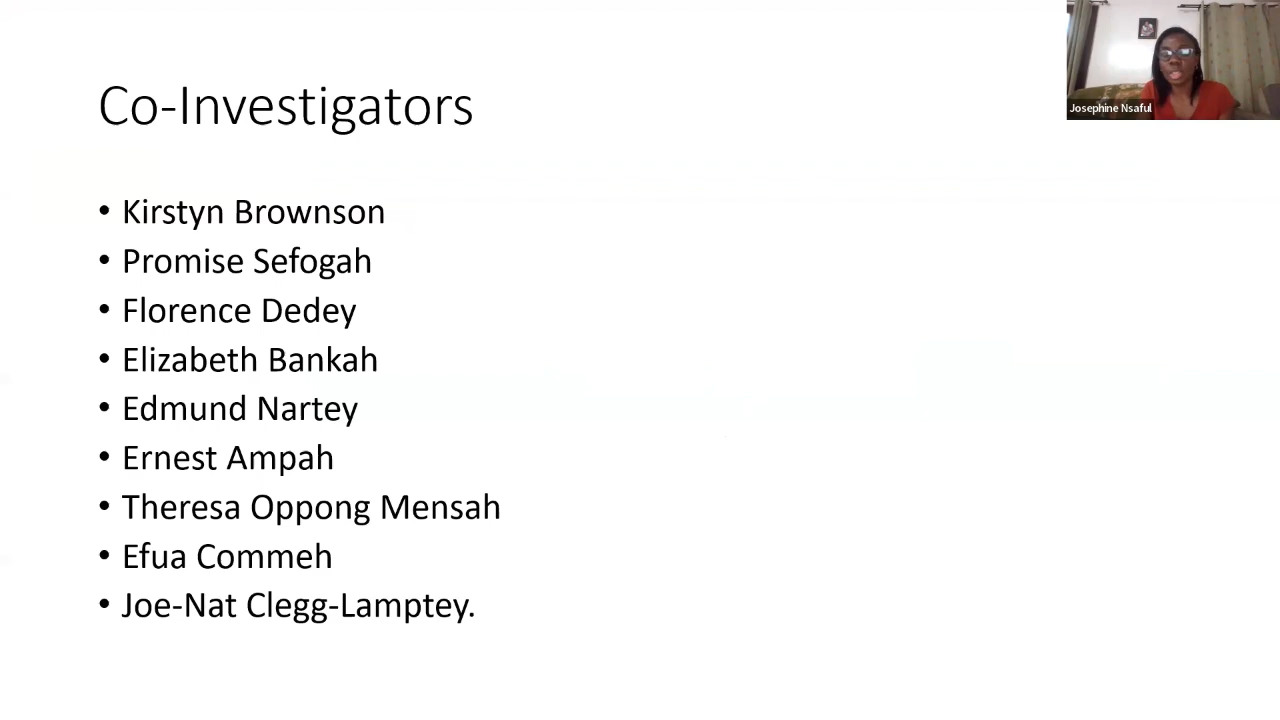 Co-Investigators
Josephine Nsaful
• Kirstyn Brownson
• Promise Sefogah
• Florence Dedey
• Elizabeth Bankah
• Edmund Nartey
• Ernest Ampah
• Theresa Oppong Mensah
• Efua Commeh
• Joe-Nat Clegg-Lamptey.